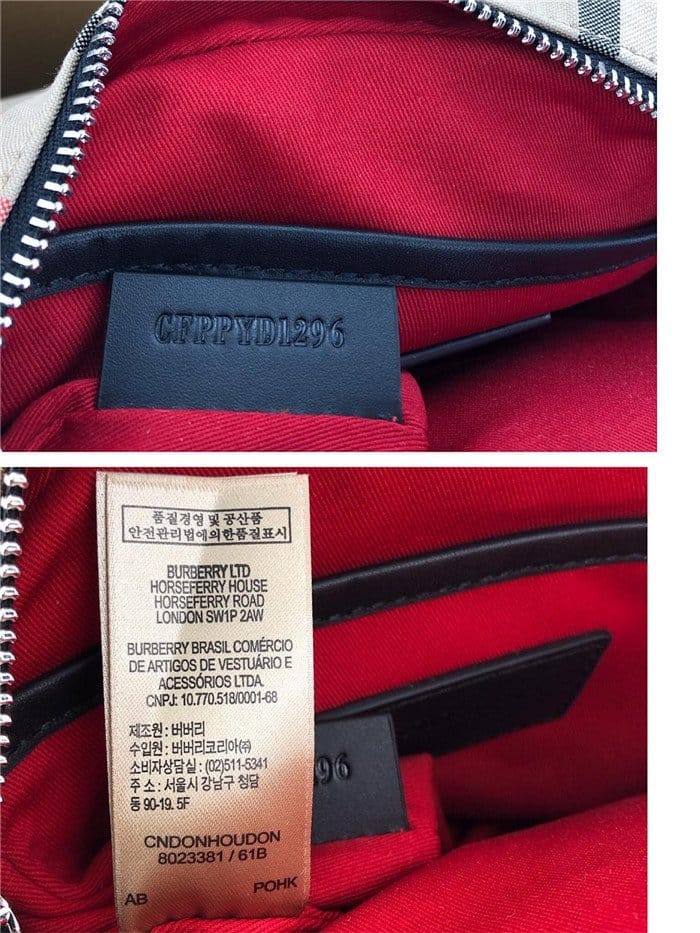 CFPPYD1296
품질경영 및 공산품
안전관리법에의한품질표시
BURBERRY LTD
HORSEFERRY HOUSE
HORSEFERRY ROAD
LONDON SW1P 2AW
BURBERRY BRASIL COMÉRCIO
DE ARTIGOS DE VESTUÁRIO E
ACESSÓRIOS LTDA.
CNPJ: 10.770.518/0001-68
제조원 : 버버리
수입원 : 버버리코리아㈜
소비자상담실 : (02)511-5341
주 소 : 서울시 강남구 청담
동 90-19. 5F
296
CNDONHOUDON
8023381 / 61B
AB
POHK